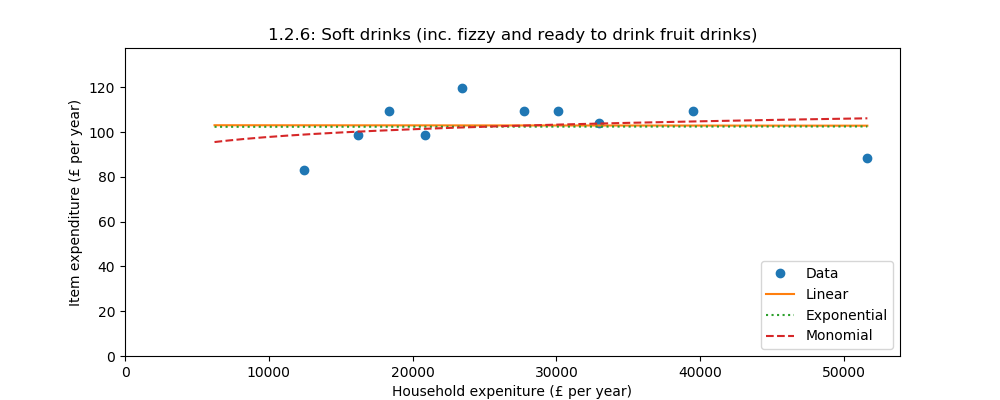 1.2.6: Soft drinks (inc. fizzy and ready to drink fruit drinks)
Item expenditure (£ per year)
120
100
80
60
40
20
0
0 10000 20000 30000 40000 50000
Household expeniture (£ per year)
Data
Linear
Exponential
Monomial